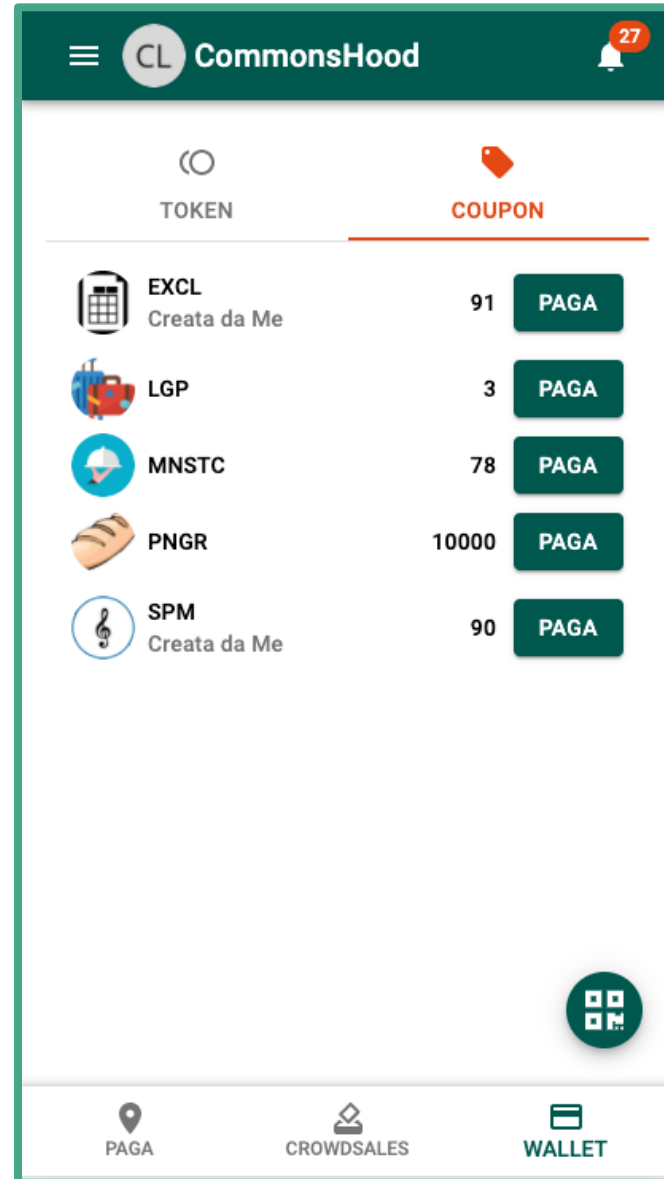 CL CommonsHood 27
TOKEN COUPON
EXCL 91 PAGA
Creata da Me
LGP 3 PAGA
MNSTC 78 PAGA
PNGR 10000 PAGA
SPM 90 PAGA
Creata da Me
PAGA CROWDSALES WALLET